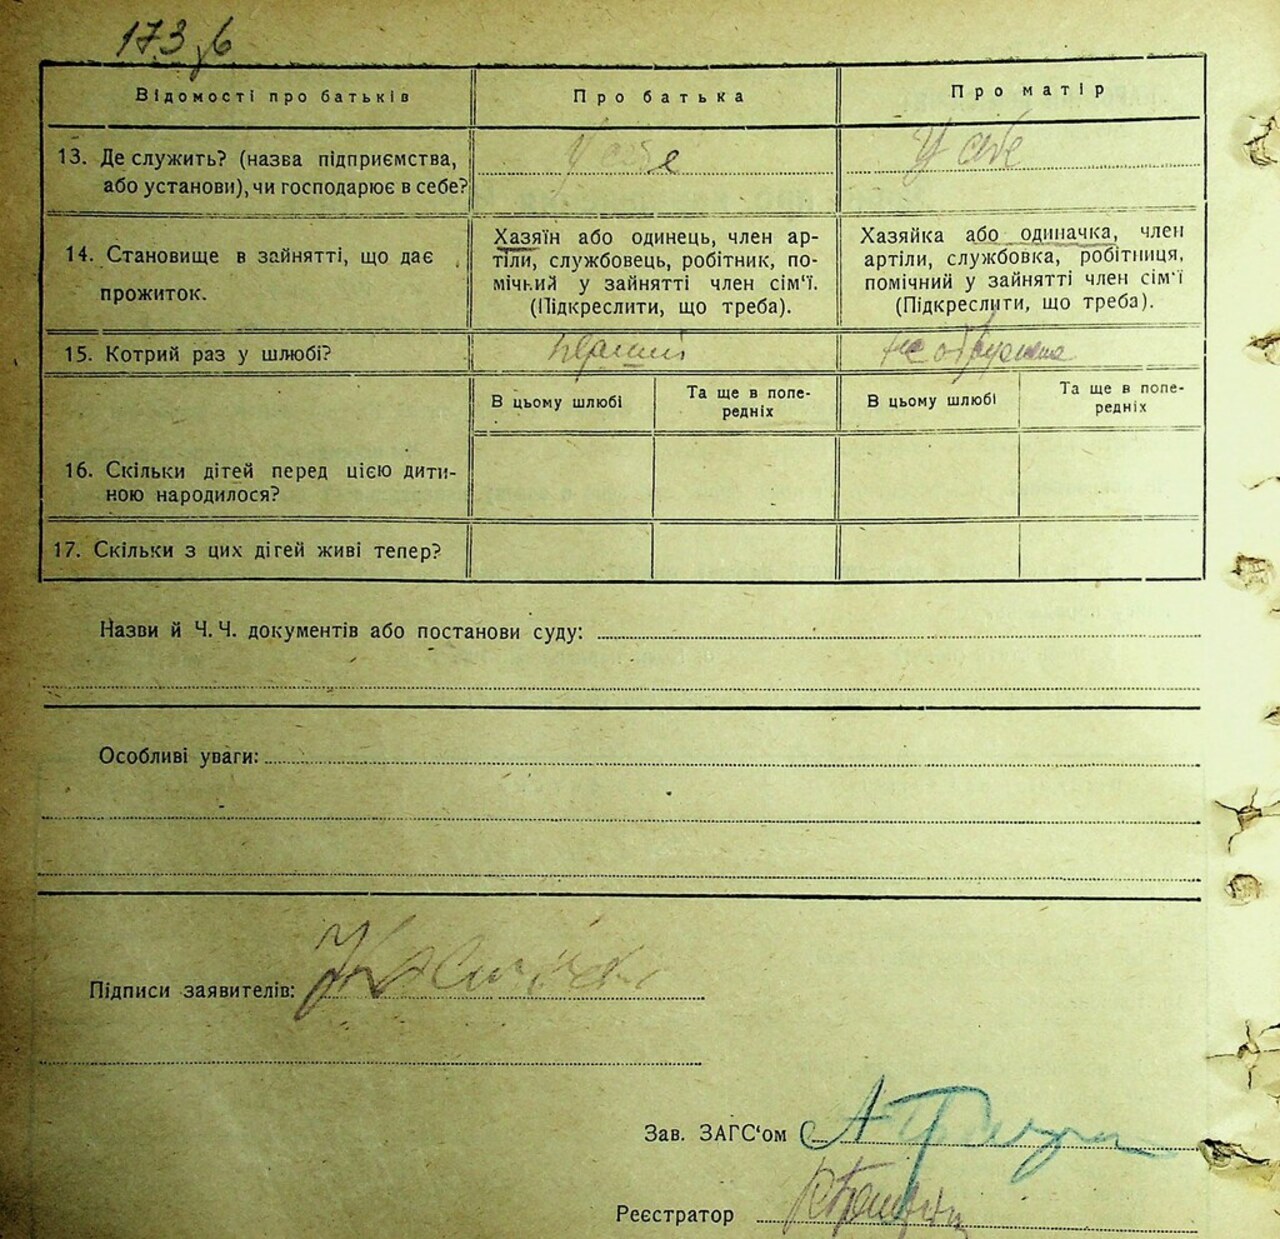 Відомості про батьків
Про батька
Про матір
13. Де служить? (назва підприємства,
або установи), чи господарює в себе?
У себе
У себе
14. Становище в зайнятті, що дає
прожиток.
Хазяїн або одинець, член ар-
тіли, службовець, робітник, по-
мічний у зайнятті член сім'ї.
(Підкреслити, що треба).
Хазяйка або одиначка, член
артіли, службовка, робітниця,
помічний у зайнятті член сім'ї
(Підкреслити, що треба).
15. Котрий раз у шлюбі?
перший
не
В цьому шлюбі
Та ще в попе-
редніх
В цьому шлюбі
Та ще в попе-
редніх
16. Скільки дітей перед цією дити-
ною народилося?
17. Скільки з цих дітей живі тепер?
Назви й Ч. Ч. документів або постанови суду:
Особливі уваги:
Підписи заявителів:
Зав. ЗАГС'ом
Реєстратор